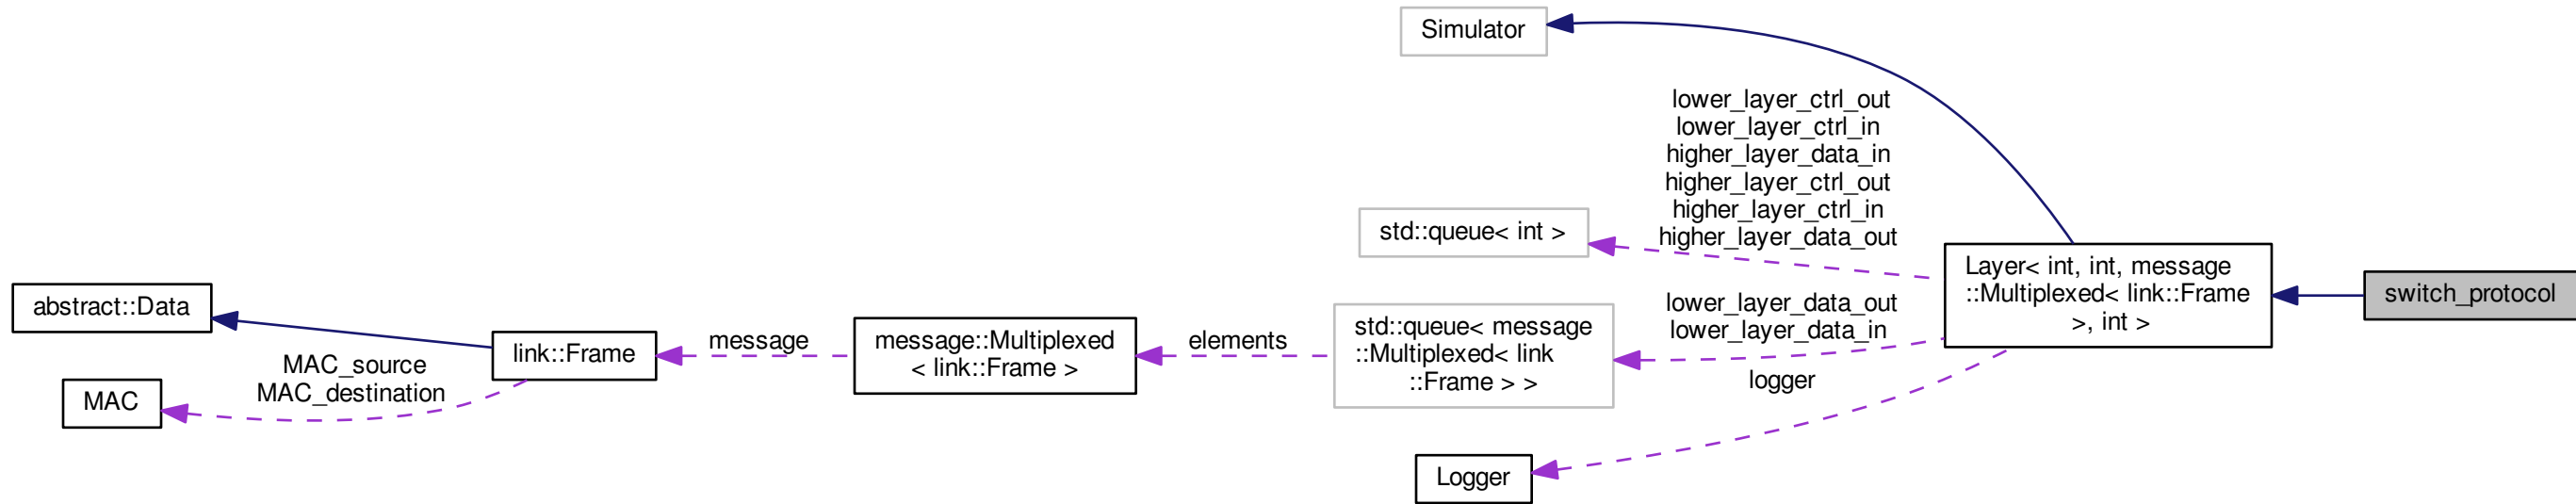 Simulator
lower_layer_ctrl_out
lower_layer_ctrl_in
higher_layer_data_in
higher_layer_ctrl_out
higher_layer_ctrl_in
higher_layer_data_out
std::queue< int >
Layer< int, int, message
::Multiplexed< link::Frame
>, int >
switch_protocol
abstract::Data
link::Frame
message
message::Multiplexed
< link::Frame >
elements
std::queue< message
::Multiplexed< link
::Frame > >
lower_layer_data_out
lower_layer_data_in
MAC_source
MAC_destination
MAC
logger
Logger